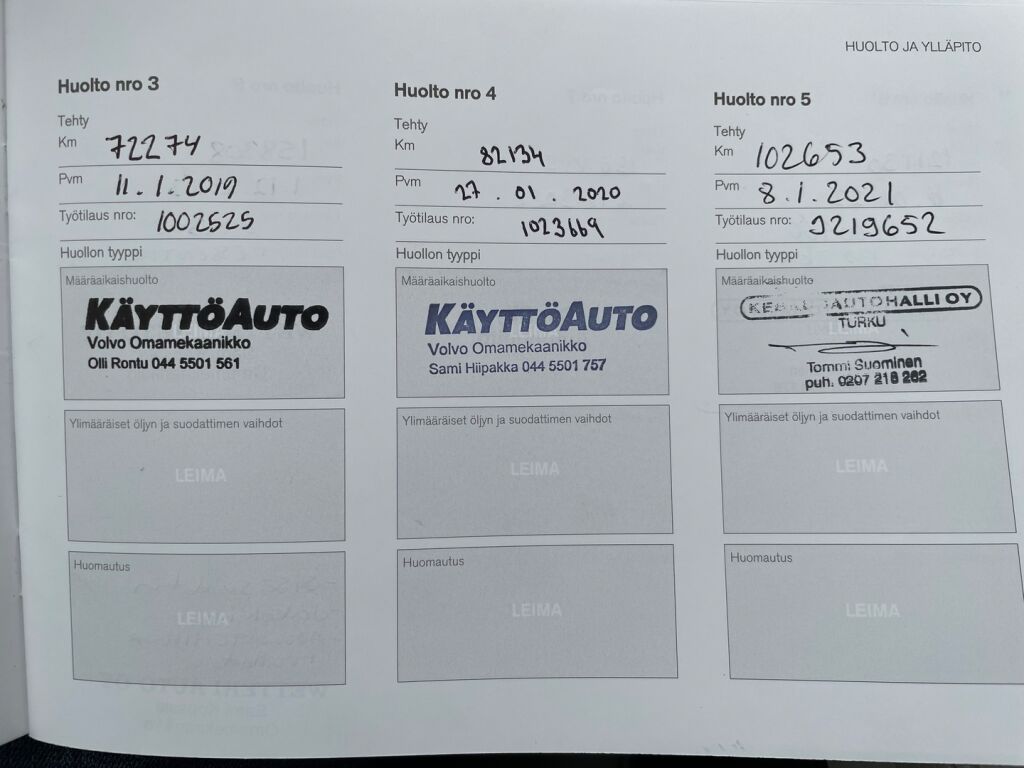 HUOLTO JA YLLÄPITO
Huolto nro 3
Tehty
Km 72274
Pvm 11.1.2019
Työtilaus nro: 1002525
Huollon tyyppi
Määräaikaishuolto
KÄYTTÖAUTO
Volvo Omamekaanikko
Olli Rontu 044 5501 561
Ylimääräiset öljyn ja suodattimen vaihdot
LEIMA
Huomautus
LEIMA
Huolto nro 4
Tehty
Km 82134
Pvm 27.01.2020
Työtilaus nro: 1023669
Huollon tyyppi
Määräaikaishuolto
KÄYTTÖAUTO
Volvo Omamekaanikko
Sami Hiipakka 044 5501 757
Ylimääräiset öljyn ja suodattimen vaihdot
LEIMA
Huomautus
LEIMA
Huolto nro 5
Tehty
Km 102653
Pvm 8.1.2021
Työtilaus nro: 9219652
Huollon tyyppi
Määräaikaishuolto
OY
TURKU
Tommi Suominen
puh. 0207 216 262
Ylimääräiset öljyn ja suodattimen vaihdot
LEIMA
Huomautus
LEIMA